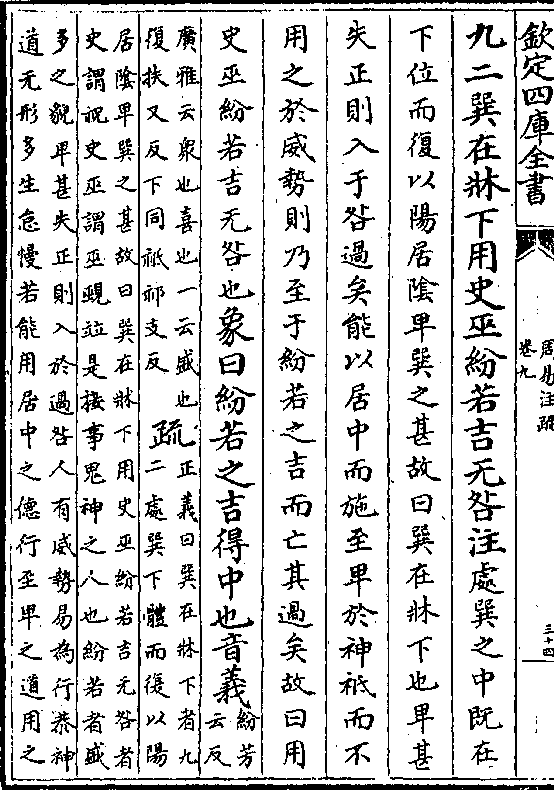 欽定四庫全書
周易注疏
卷九
三十四
九二巽在牀下用史巫紛若吉无咎注處巽之中既在
下位而復以陽居陰卑巽之甚故曰巽在牀下也卑甚
失正則入于咎過矣能以居中而施至卑於神祇而不
用之於威勢則乃至于紛若之吉而亡其過矣故曰用
史巫紛若吉无咎也象曰紛若之吉得中也音義紛芳
云反
廣雅云衆也喜也一云盛也
復扶又反下同祇祁支反
疏正義曰巽在牀下者九
二處巽下體而復以陽
居陰卑巽之甚故曰巽在牀下用史巫紛若吉无咎者
史謂祝史巫謂巫覡並是接事鬼神之人也紛若者盛
多之貌卑甚失正則入於過咎人有威勢易為行恭神
道无形多生怠慢若能用居中之德行至卑之道用之